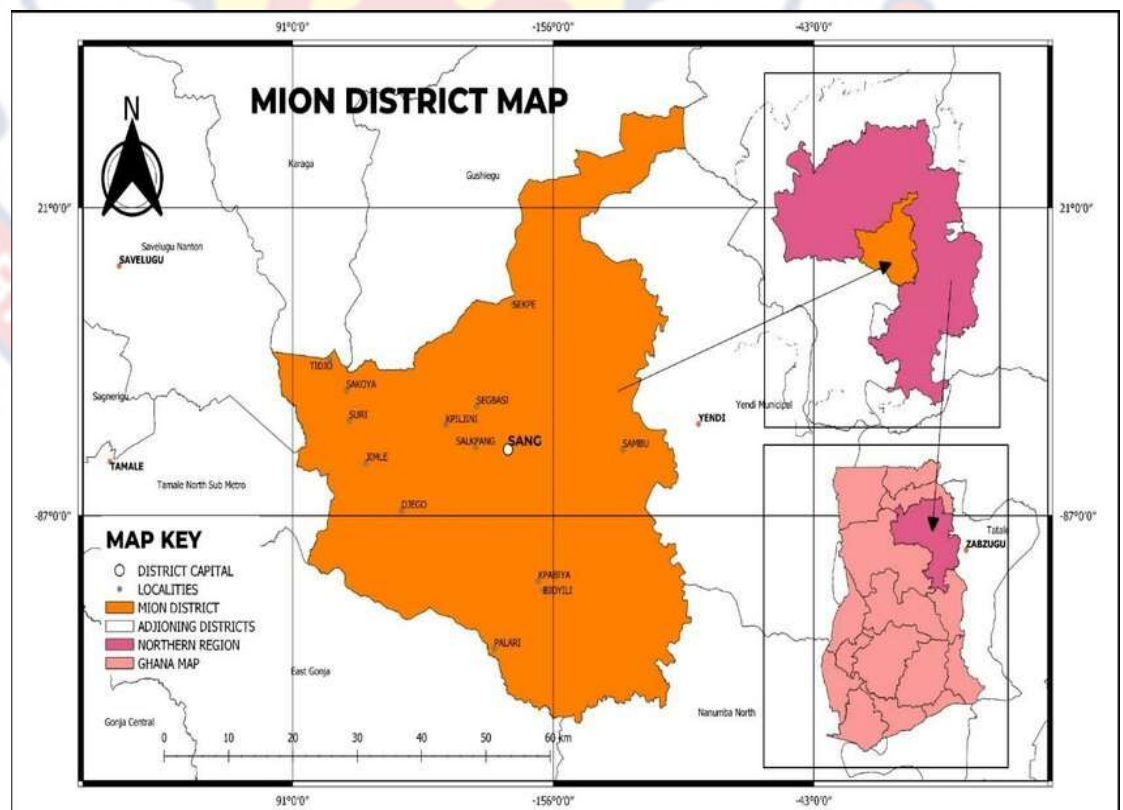 91°0'0"
-156°0'0"
-43°0'0"
MION DISTRICT MAP
N
Karaga
Gushiegu
21°0'0"
21°0'0"
Savelugu Nanton
SAVELUGU
SEKPE
TIDJO
SAKOYA
Sagnerigu
SEGBASI
SURI
KPILIINI
YENDI
Yendi Municipal
SALKPANG
SANG
SAMBU
JIMLE
TAMALE
Tamale North Sub Metro
DJEGO
-87°0'0"
-87°0'0"
Tatale
ZABZUGU
MAP KEY
DISTRICT CAPITAL
LOCALITIES
MION DISTRICT
ADJIONING DISTRICTS
NORTHERN REGION
GHANA MAP
KPABIYA
BIDYILI
PALARI
East Gonja
Gonja Central
Nanumba North
0 10 20 30 40 50 60 km
91°0'0"
-156°0'0"
-43°0'0"